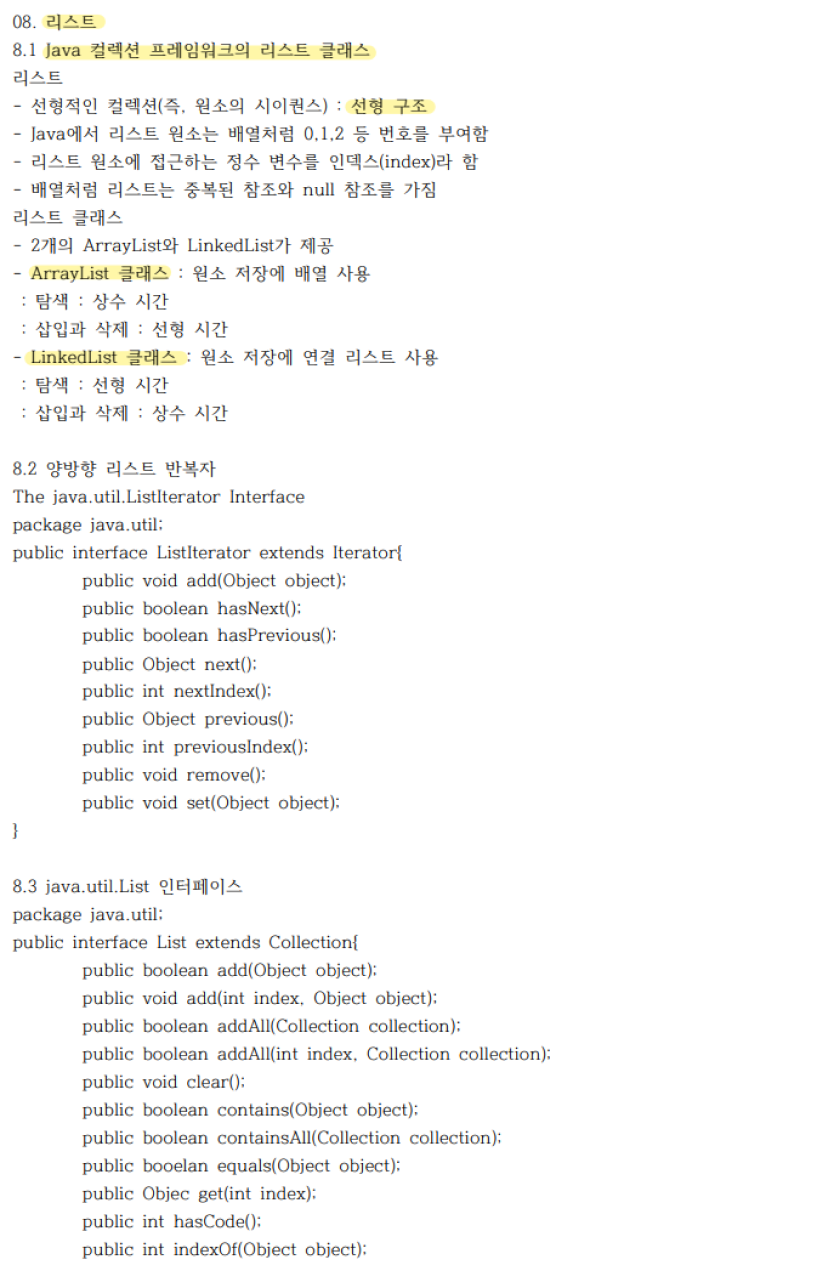 08. 리스트
8.1 Java 컬렉션 프레임워크의 리스트 클래스
리스트
- 선형적인 컬렉션(즉, 원소의 시이퀀스) : 선형 구조
- Java에서 리스트 원소는 배열처럼 0,1,2 등 번호를 부여함
- 리스트 원소에 접근하는 정수 변수를 인덱스(index)라 함
- 배열처럼 리스트는 중복된 참조와 null 참조를 가짐
리스트 클래스
- 2개의 ArrayList와 LinkedList가 제공
- ArrayList 클래스 : 원소 저장에 배열 사용
: 탐색 : 상수 시간
: 삽입과 삭제 : 선형 시간
- LinkedList 클래스 : 원소 저장에 연결 리스트 사용
: 탐색 : 선형 시간
: 삽입과 삭제 : 상수 시간
8.2 양방향 리스트 반복자
The java.util.ListIterator Interface
package java.util;
public interface ListIterator extends Iterator{
public void add(Object object);
public boolean hasNext();
public boolean hasPrevious();
public Object next();
public int nextIndex();
public Object previous();
public int previousIndex();
public void remove();
public void set(Object object);
}
8.3 java.util.List 인터페이스
package java.util;
public interface List extends Collection{
public boolean add(Object object);
public void add(int index, Object object);
public boolean addAll(Collection collection);
public boolean addAll(int index, Collection collection);
public void clear();
public boolean contains(Object object);
public boolean containsAll(Collection collection);
public booelan equals(Object object);
public Objec get(int index);
public int hasCode();
public int indexOf(Object object);